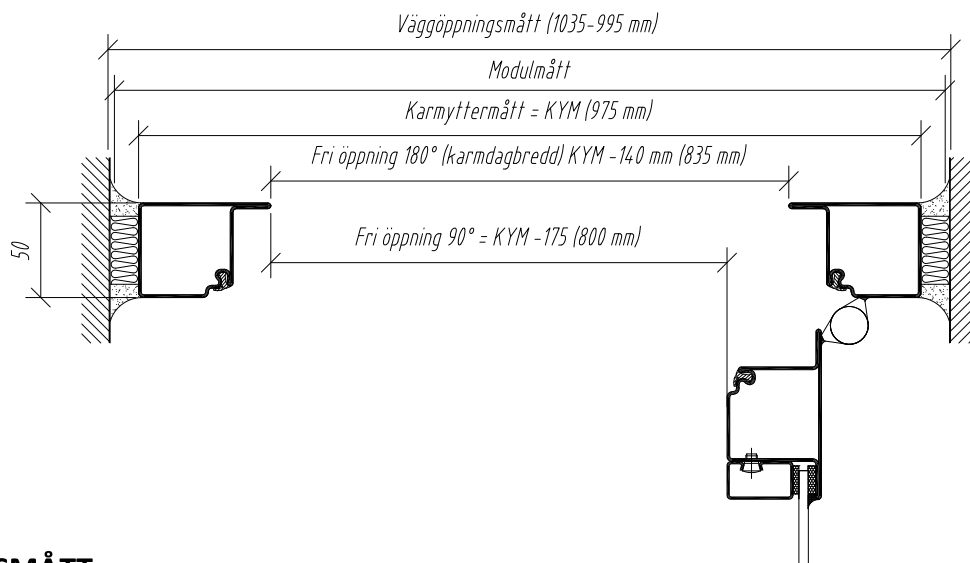 Väggöppningsmått (1035-995 mm)
Modulmått
Karmyttermått = KYM (975 mm)
Fri öppning 180° (karmdagbredd) KYM -140 mm (835 mm)
Fri öppning 90° = KYM -175 (800 mm)
50